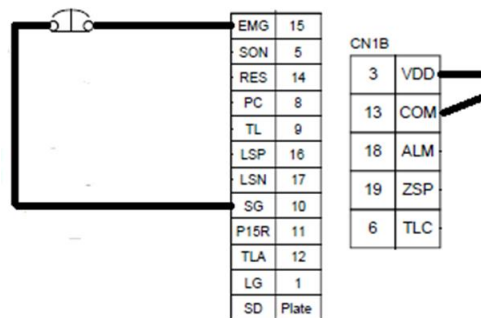 EMG 15
SON 5
RES 14
PC 8
TL 9
LSP 16
LSN 17
SG 10
P15R 11
TLA 12
LG 1
SD Plate
CN1B
3 VDD
13 COM
18 ALM
19 ZSP
6 TLC